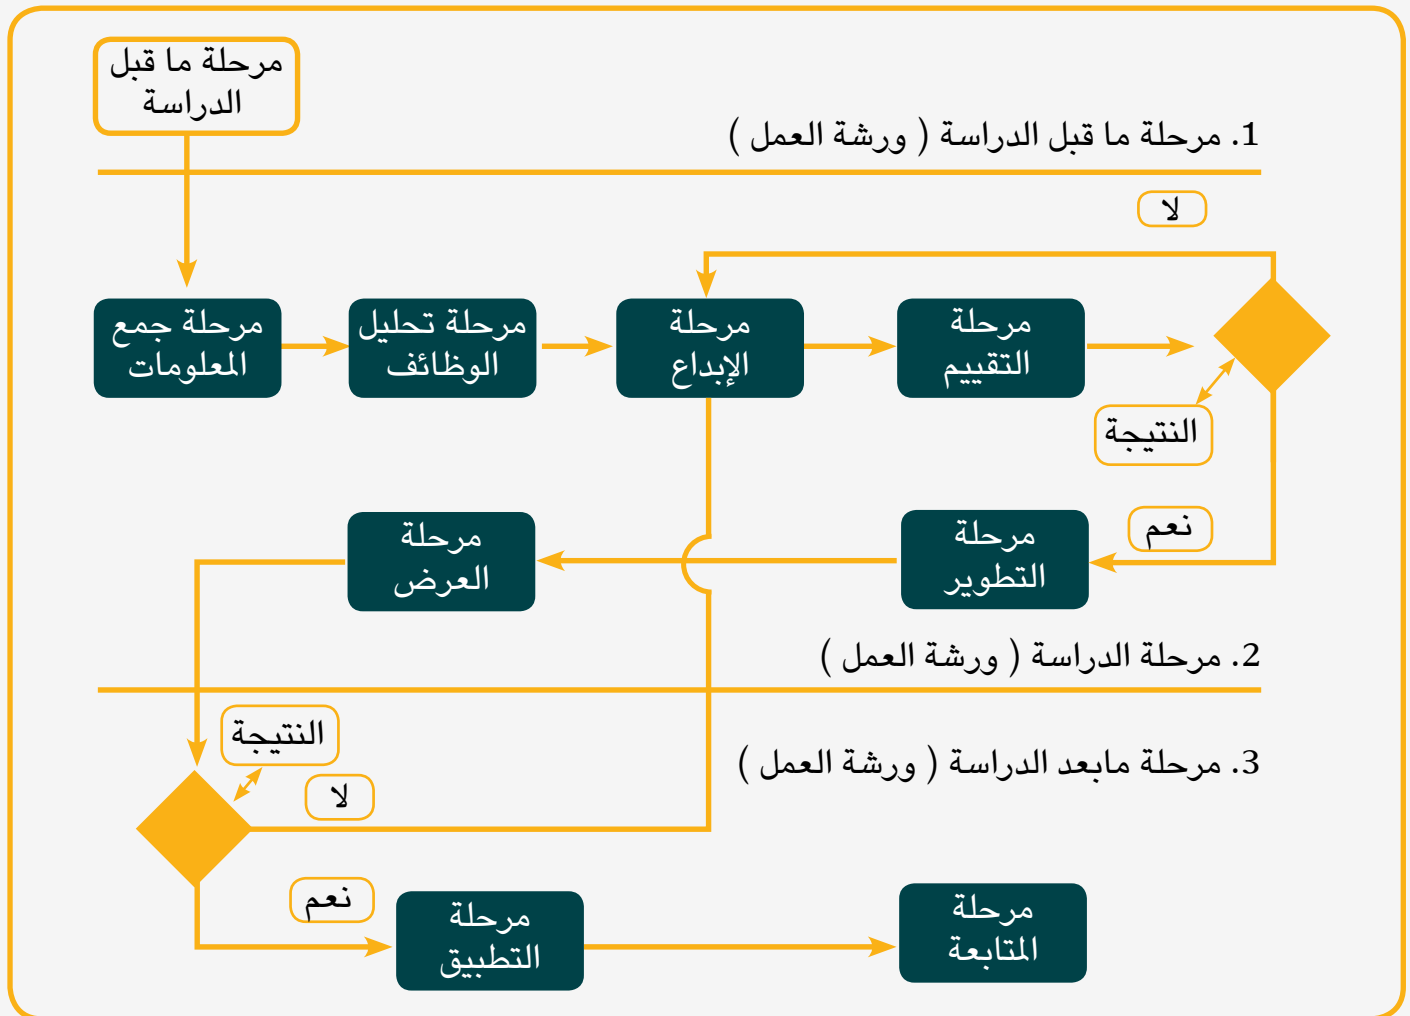 مرحلة ما قبل
الدراسة
1. مرحلة ما قبل الدراسة ( ورشة العمل )
لا
مرحلة جمع
المعلومات
مرحلة تحليل
الوظائف
مرحلة
الإبداع
مرحلة
التقييم
النتيجة
نعم
مرحلة
التطوير
مرحلة
العرض
2. مرحلة الدراسة ( ورشة العمل )
النتيجة
3. مرحلة مابعد الدراسة ( ورشة العمل )
لا
نعم
مرحلة
التطبيق
مرحلة
المتابعة